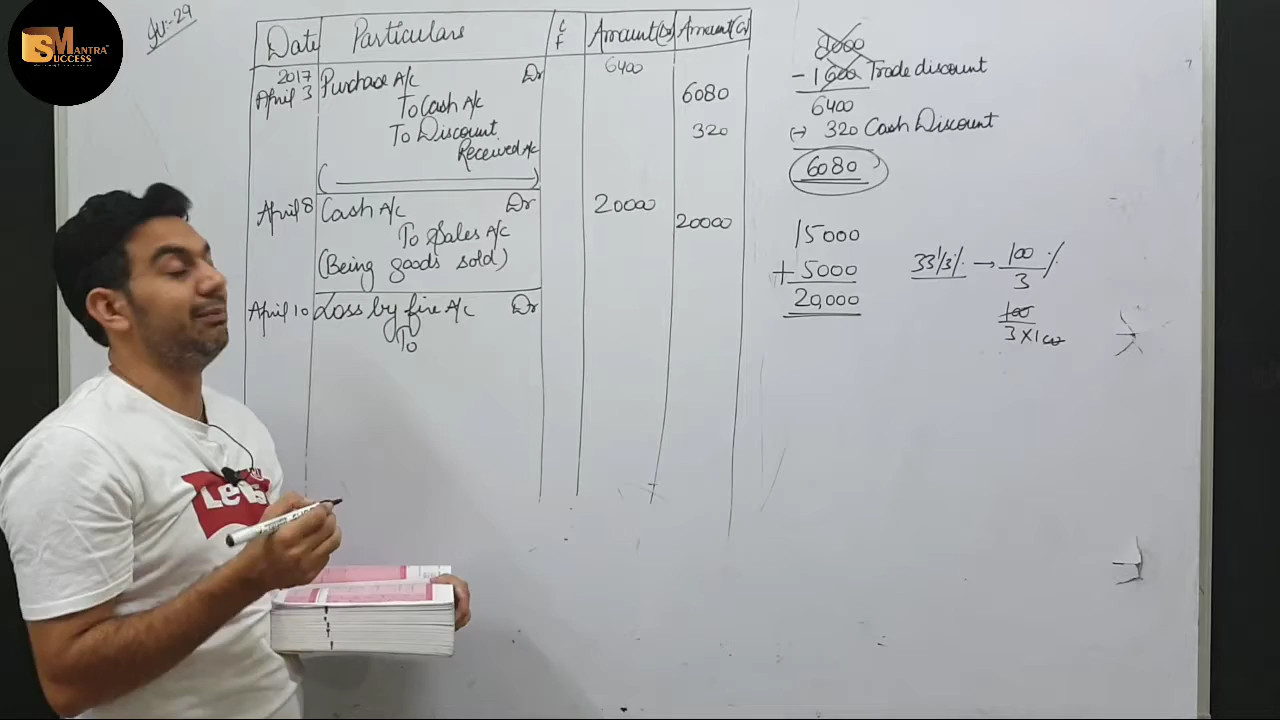 MANTRA
SUCCESS
Date Particulars L F Amount(Dr) Amount(Cr)
2017
April 3 Purchase A/c Dr 6400
To Cash A/c 6080
To Discount 320
Received A/c
April 8 Cash A/c Dr 20000
To Sales A/c 20000
(Being goods sold)
April 10 Loss by fire A/c Dr
To
8000
- 1600 Trade discount
6400
(-) 320 Cash Discount
6080
15000
+ 5000
20,000
33 1/3 % → 100/3 %
100
3 × 100
Levi's